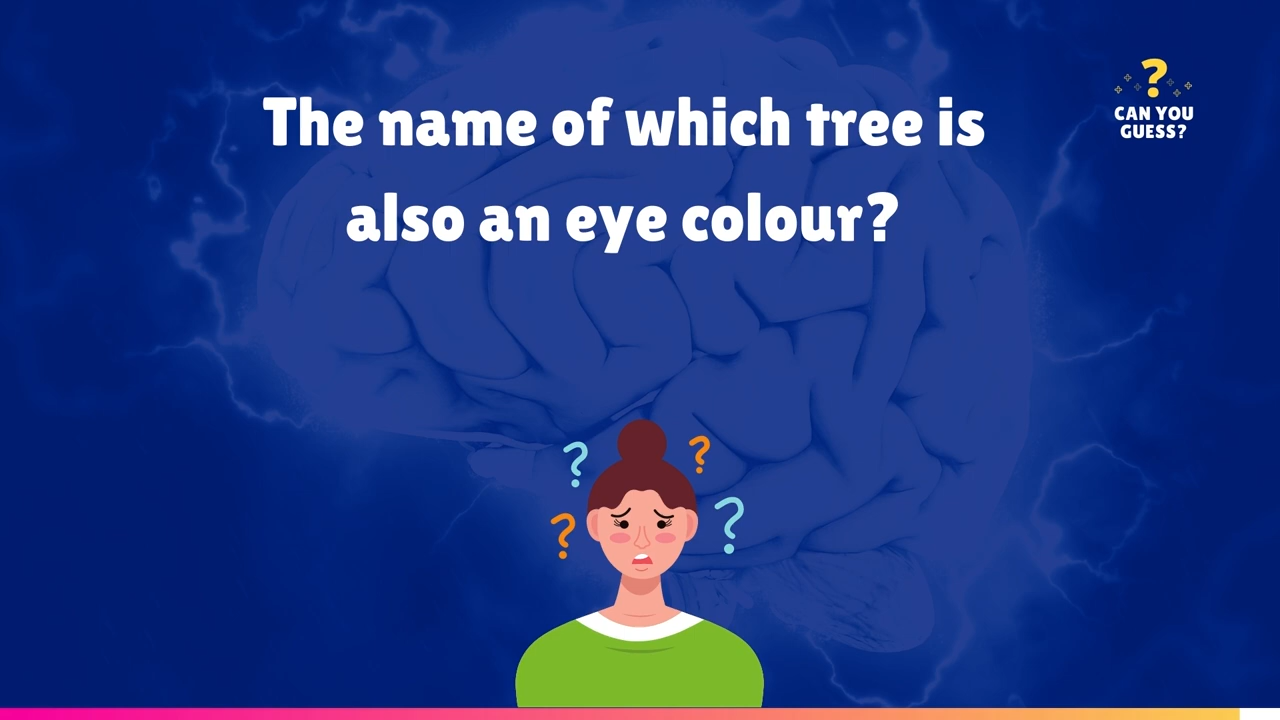 The name of which tree is
also an eye colour?
?
CAN YOU
GUESS?
? ?
? ?